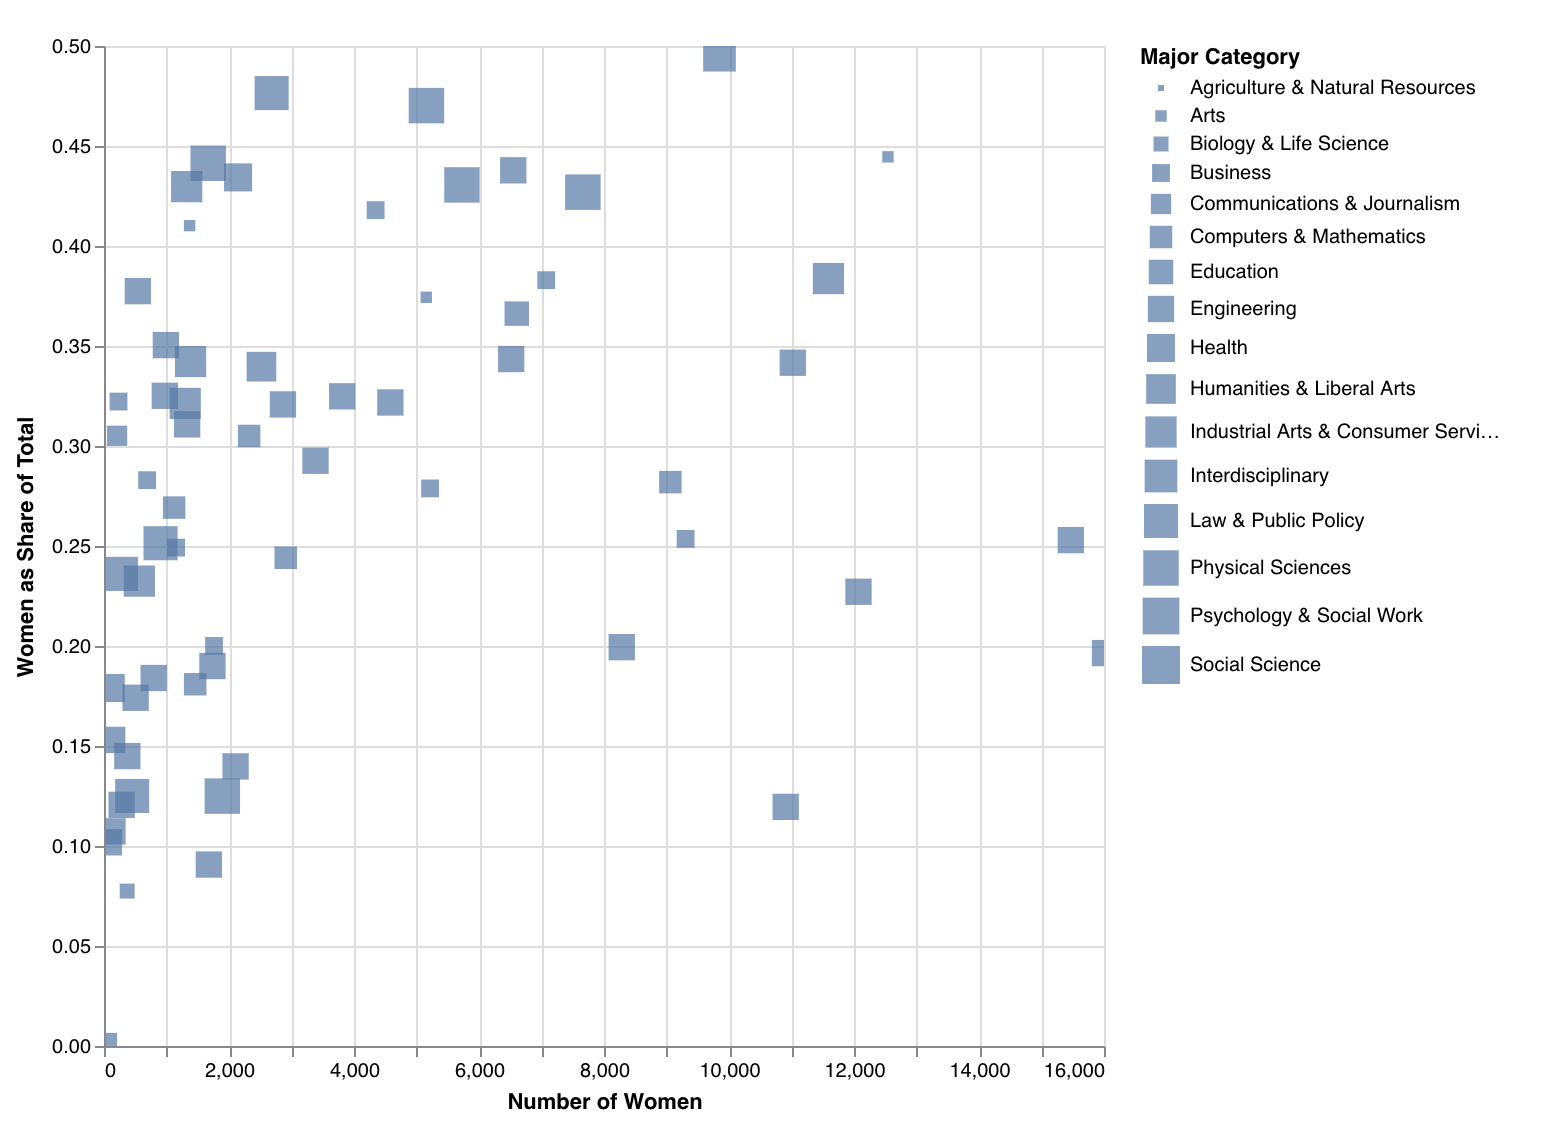 0.50
0.45
0.40
0.35
0.30
0.25
0.20
0.15
0.10
0.05
0.00
Women as Share of Total
0 2,000 4,000 6,000 8,000 10,000 12,000 14,000 16,000
Number of Women
Major Category
Agriculture & Natural Resources
Arts
Biology & Life Science
Business
Communications & Journalism
Computers & Mathematics
Education
Engineering
Health
Humanities & Liberal Arts
Industrial Arts & Consumer Servi…
Interdisciplinary
Law & Public Policy
Physical Sciences
Psychology & Social Work
Social Science